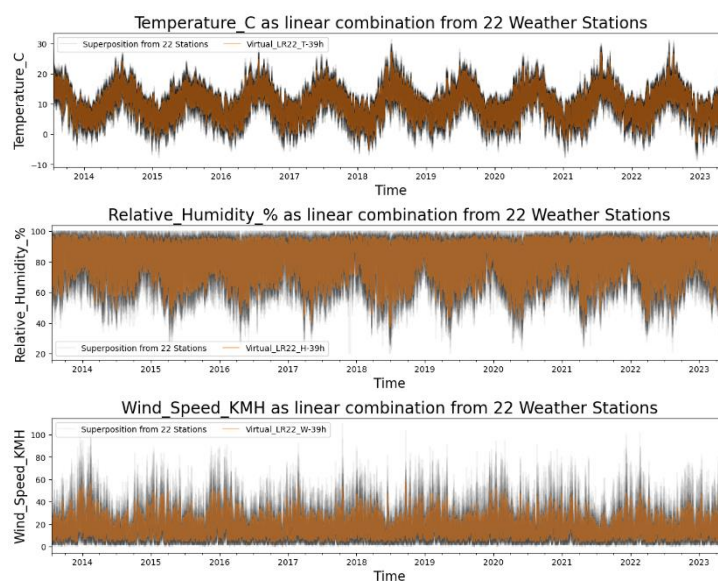 Temperature_C as linear combination from 22 Weather Stations
Superposition from 22 Stations Virtual_LR22_T-39h
Temperature_C
30
20
10
0
−10
2014 2015 2016 2017 2018 2019 2020 2021 2022 2023
Time
Relative_Humidity_% as linear combination from 22 Weather Stations
Relative_Humidity_%
100
80
60
40
20
Superposition from 22 Stations Virtual_LR22_H-39h
2014 2015 2016 2017 2018 2019 2020 2021 2022 2023
Time
Wind_Speed_KMH as linear combination from 22 Weather Stations
Superposition from 22 Stations Virtual_LR22_W-39h
Wind_Speed_KMH
100
80
60
40
20
0
2014 2015 2016 2017 2018 2019 2020 2021 2022 2023
Time